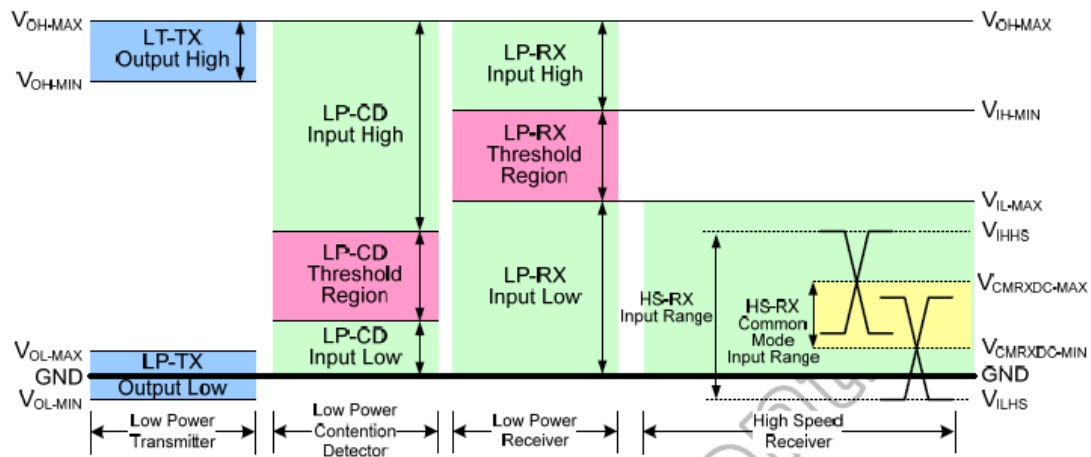 VOH-MAX
VOH-MIN
VOL-MAX
GND
VOL-MIN
LT-TX
Output High
LP-TX
Output Low
Low Power
Transmitter
LP-CD
Input High
LP-CD
Threshold
Region
LP-CD
Input Low
Low Power
Contention
Detector
LP-RX
Input High
LP-RX
Threshold
Region
LP-RX
Input Low
Low Power
Receiver
HS-RX
Input Range
HS-RX
Common
Mode
Input Range
High Speed
Receiver
VOH-MAX
VIH-MIN
VIL-MAX
VIHHS
VCMRXDC-MAX
VCMRXDC-MIN
GND
VILHS